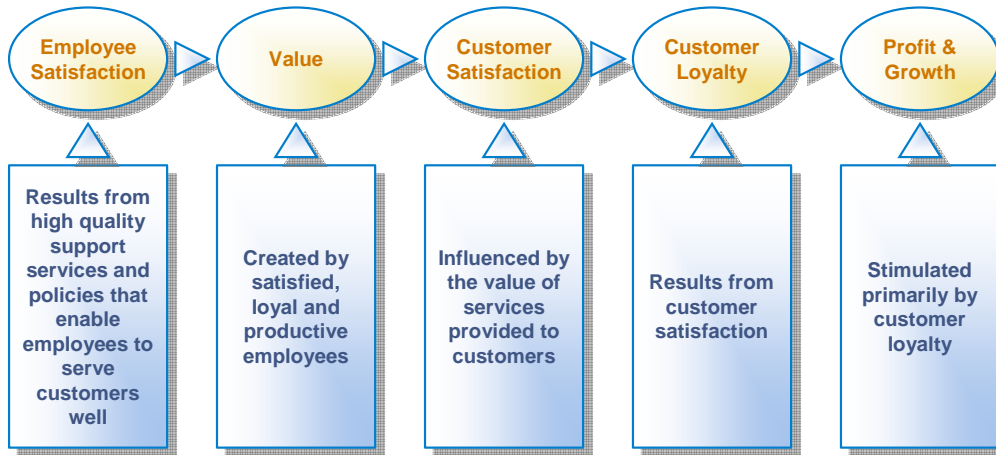 Employee
Satisfaction
Value
Customer
Satisfaction
Customer
Loyalty
Profit &
Growth
Results from
high quality
support
services and
policies that
enable
employees to
serve
customers
well
Created by
satisfied,
loyal and
productive
employees
Influenced by
the value of
services
provided to
customers
Results from
customer
satisfaction
Stimulated
primarily by
customer
loyalty